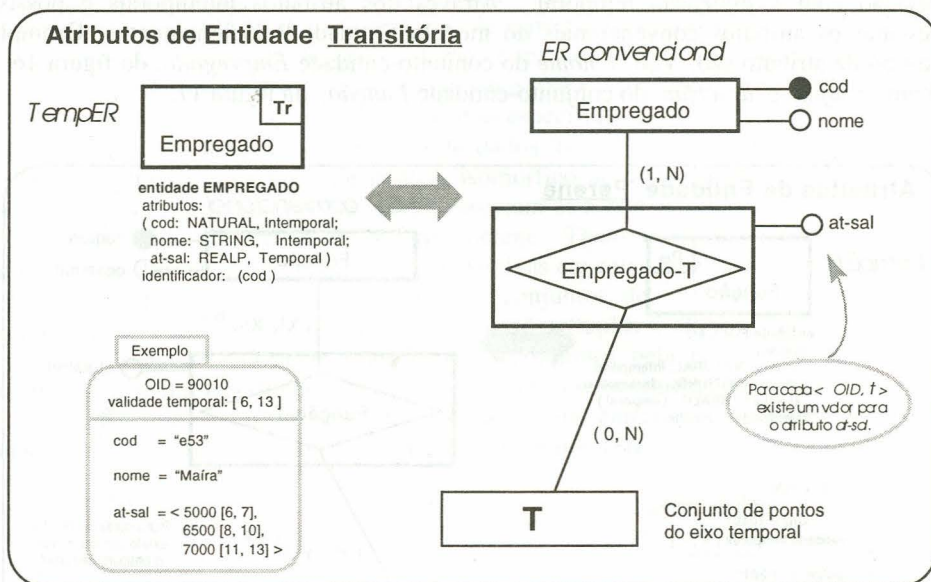 Atributos de Entidade Transitória
ER convencional
TempER
Tr
Empregado
entidade EMPREGADO
atributos:
( cod: NATURAL, Intemporal;
nome: STRING, Intemporal;
at-sal: REALP, Temporal )
identificador: (cod )
Empregado
cod
nome
(1, N)
Empregado-T
at-sal
Para cada < OID, t >
existe um valor para
o atributo at-sal.
( 0, N)
T
Conjunto de pontos
do eixo temporal
Exemplo
OID = 90010
validade temporal: [ 6, 13 ]
cod = “e53”
nome = “Maíra”
at-sal = < 5000 [6, 7],
6500 [8, 10],
7000 [11, 13] >